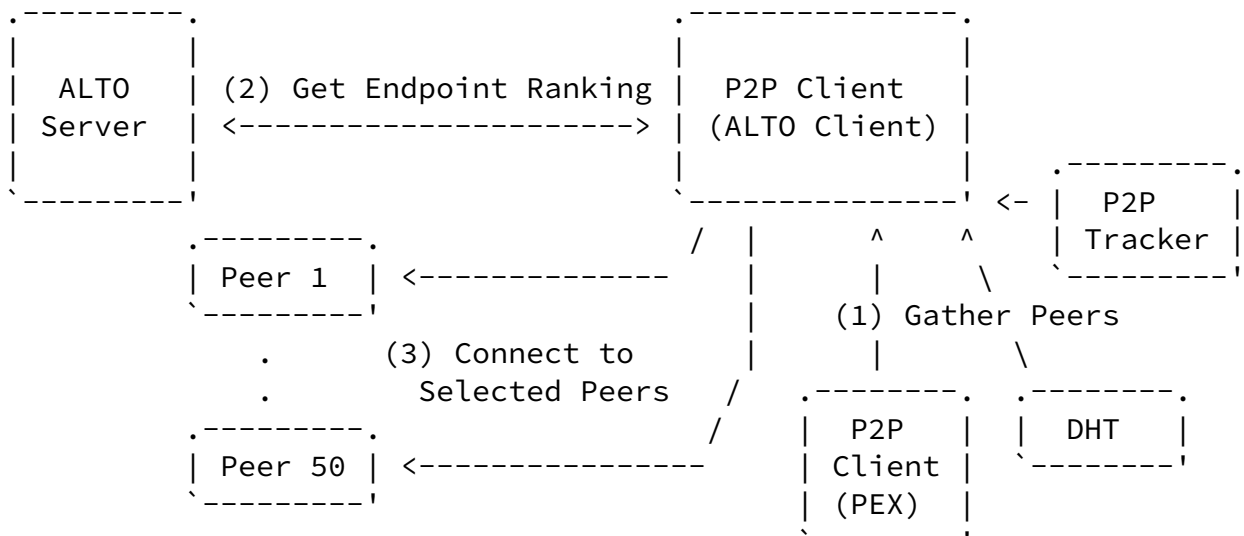 ALTO
Server
(2) Get Endpoint Ranking
P2P Client
(ALTO Client)
P2P
Tracker
Peer 1
(1) Gather Peers
(3) Connect to
Selected Peers
Peer 50
P2P
Client
(PEX)
DHT